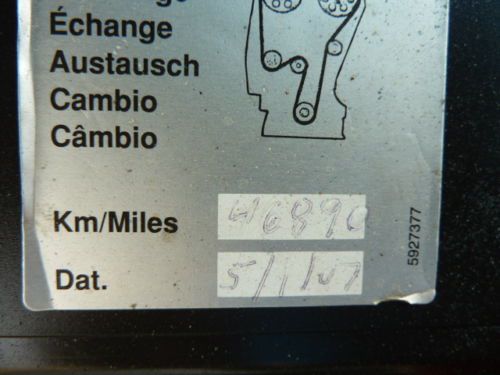 Échange
Austausch
Cambio
Câmbio
Km/Miles 46890
Dat. 5/1/07
5927377